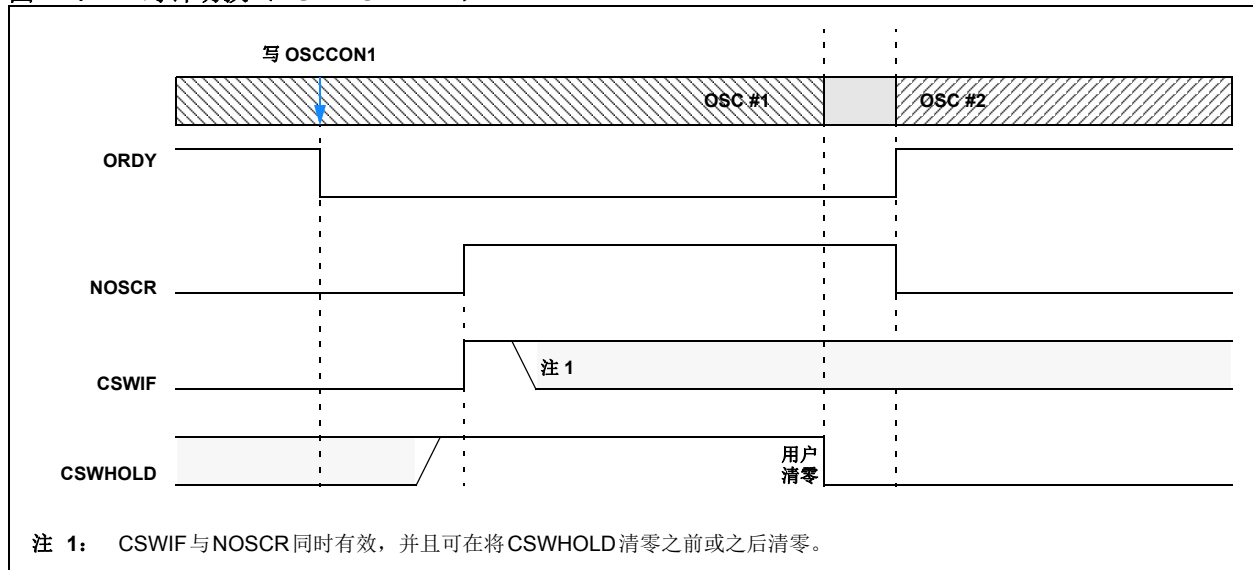 写 OSCCON1
OSC #1
OSC #2
ORDY
NOSCR
CSWIF
注 1
CSWHOLD
用户
清零
注 1： CSWIF与NOSCR同时有效，并且可在将CSWHOLD清零之前或之后清零。